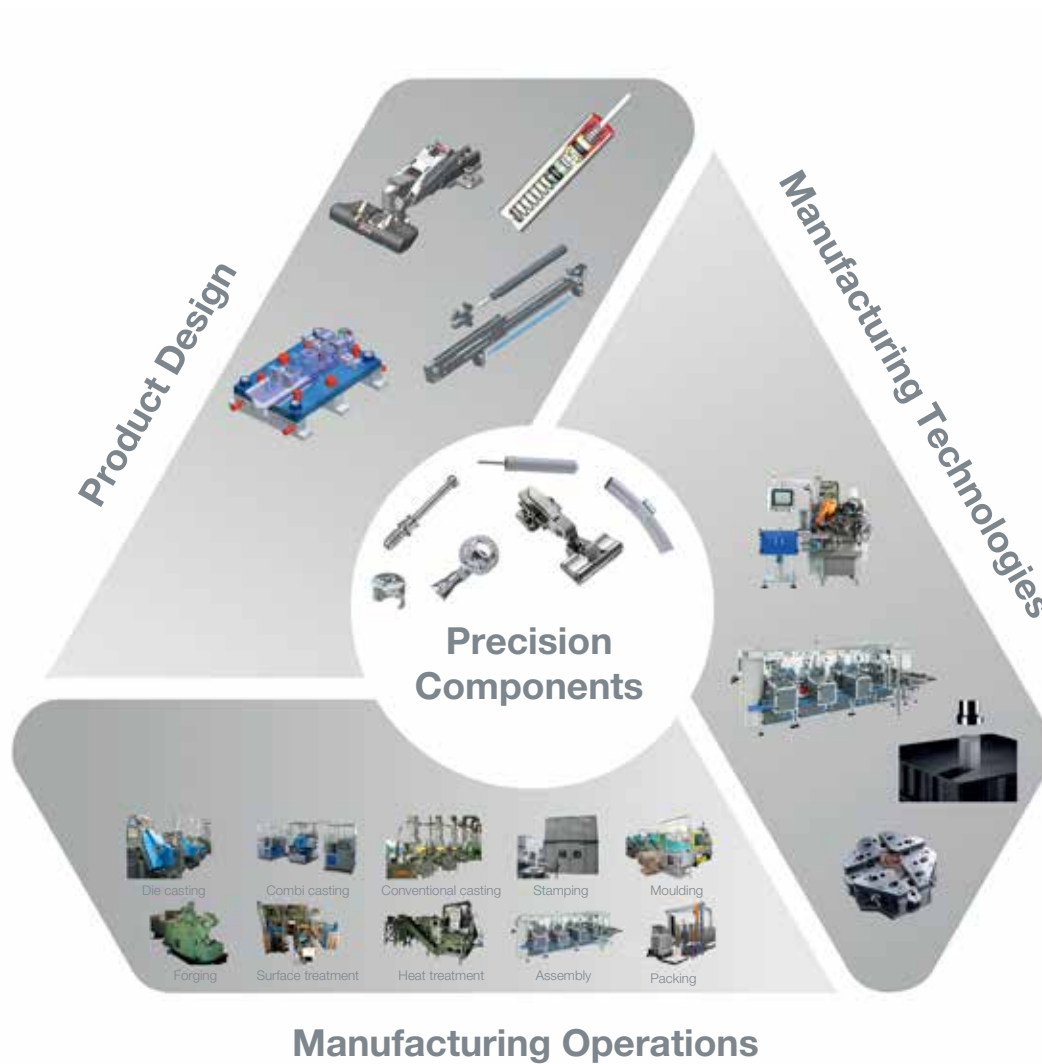 Product Design
Manufacturing Technologies
Precision
Components
Die casting
Combi casting
Conventional casting
Stamping
Moulding
Forging
Surface treatment
Heat treatment
Assembly
Packing
Manufacturing Operations